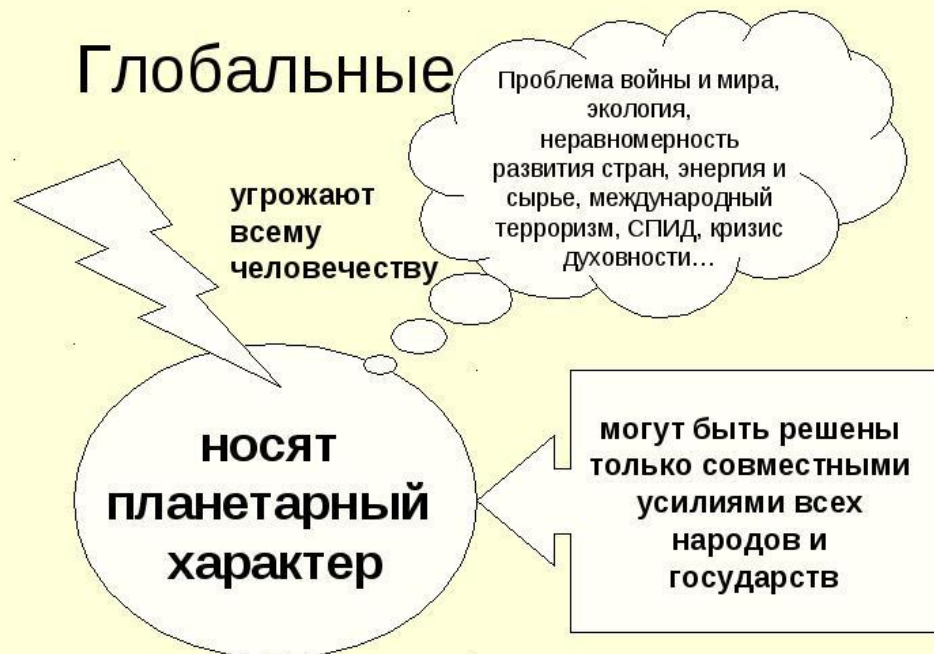 Глобальные
Проблема войны и мира,
экология,
неравномерность
развития стран, энергия и
сырье, международный
терроризм, СПИД, кризис
духовности…
угрожают
всему
человечеству
носят
планетарный
характер
могут быть решены
только совместными
усилиями всех
народов и
государств